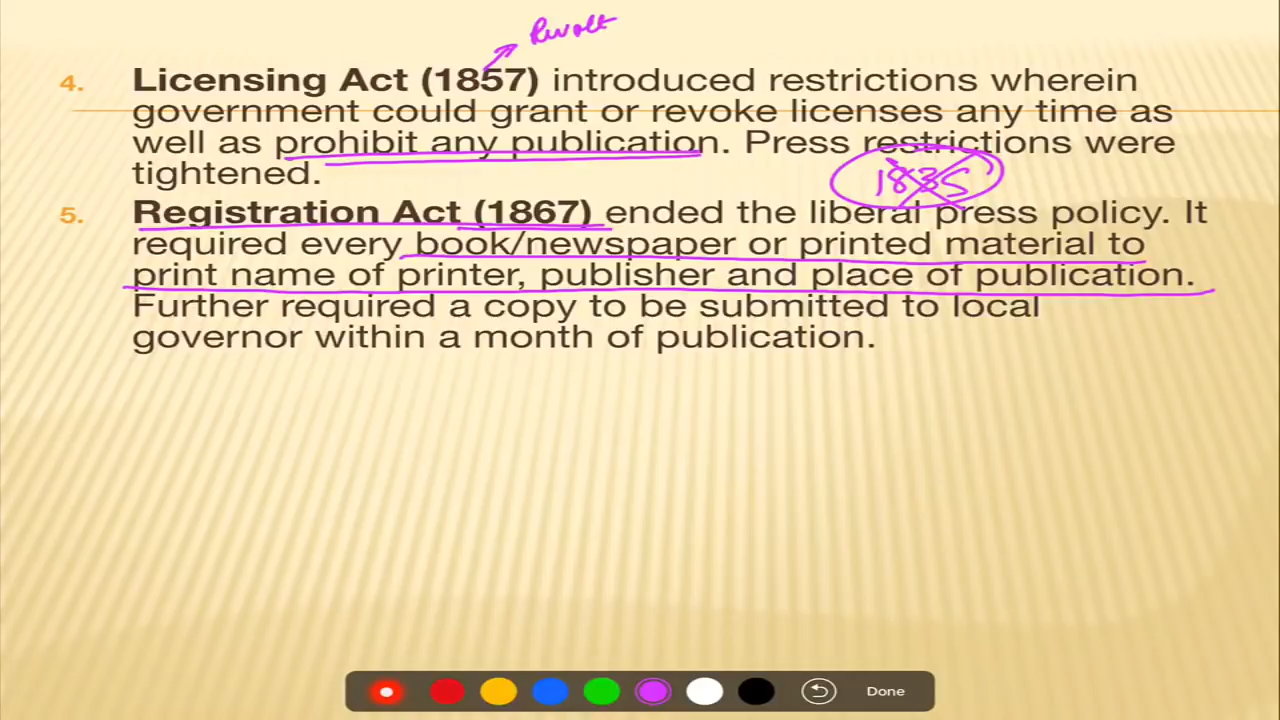 Revolt
4. Licensing Act (1857) introduced restrictions wherein
government could grant or revoke licenses any time as
well as prohibit any publication. Press restrictions were
tightened.
1835
5. Registration Act (1867) ended the liberal press policy. It
required every book/newspaper or printed material to
print name of printer, publisher and place of publication.
Further required a copy to be submitted to local
governor within a month of publication.
Done